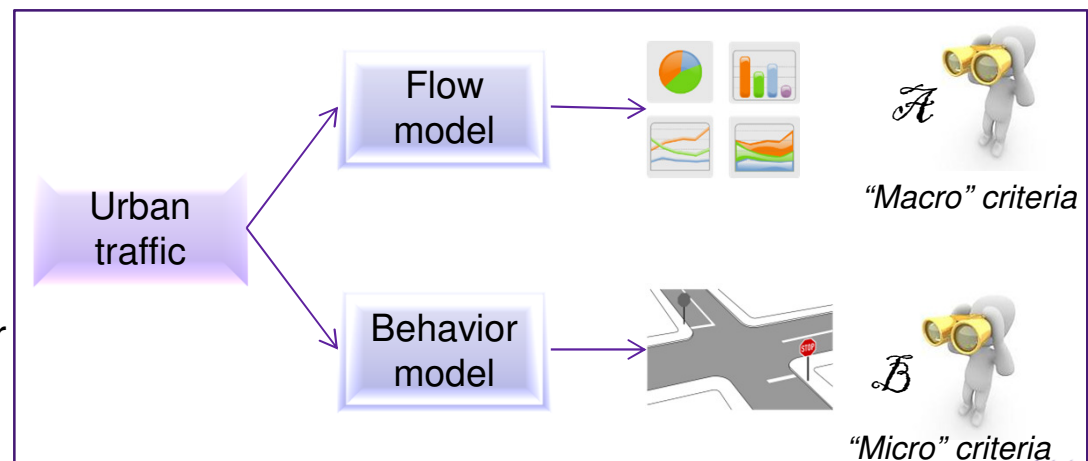 Flow
model
A
"Macro" criteria
Urban
traffic
r
Behavior
model
STOP
B
"Micro" criteria